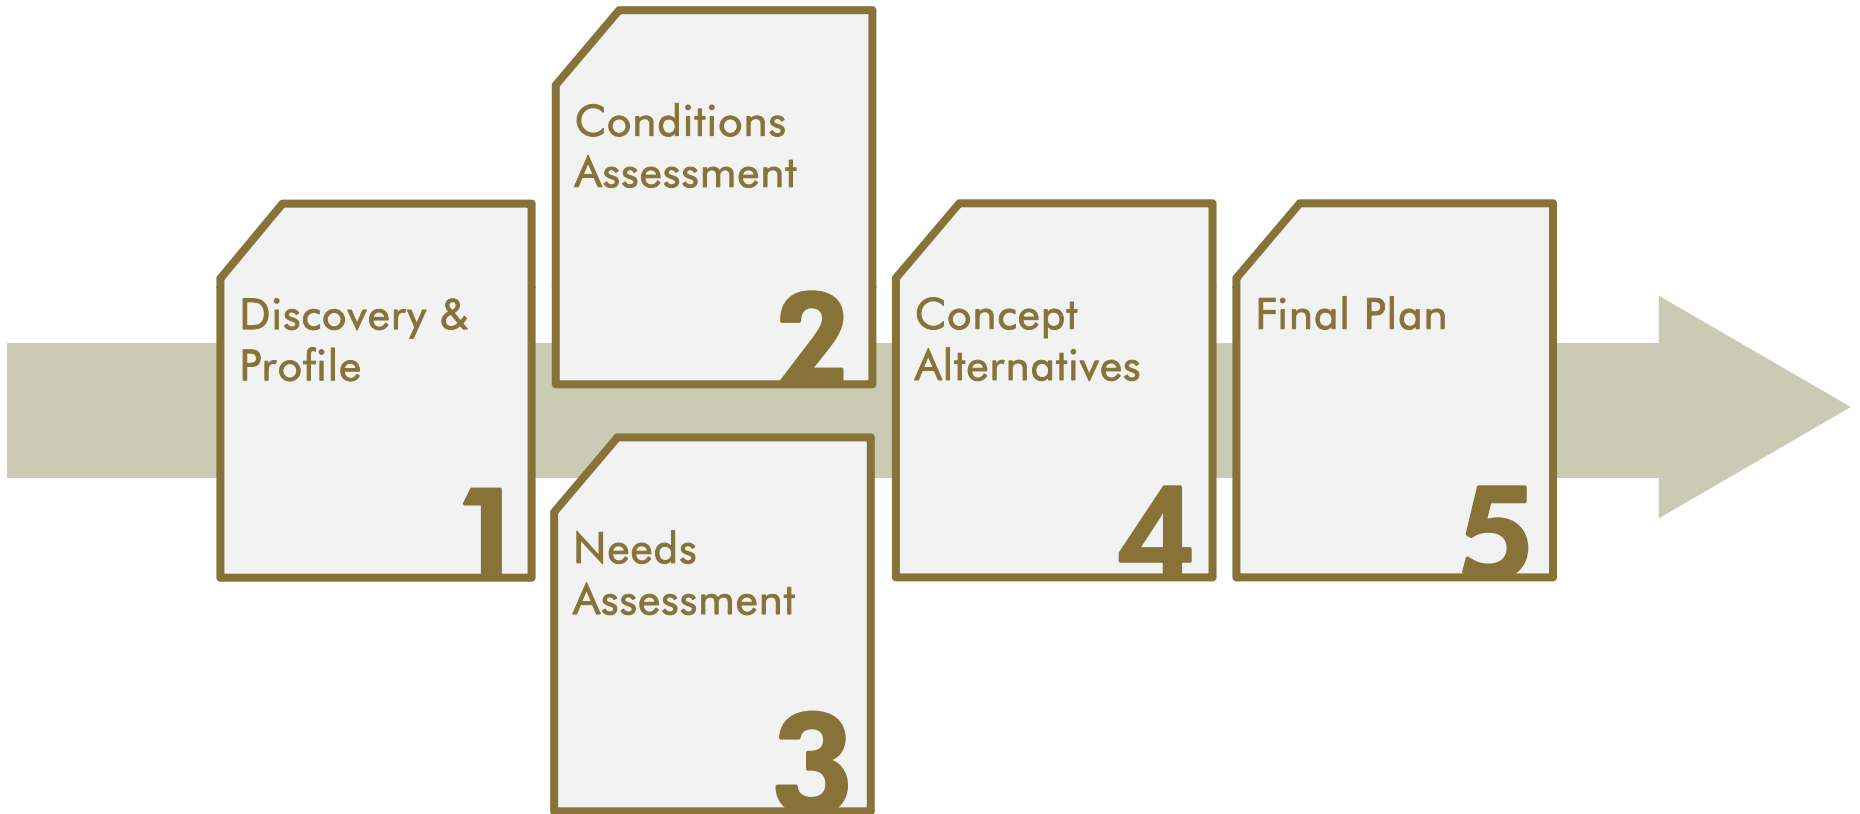 Discovery &
Profile
1
Conditions
Assessment
2
Needs
Assessment
3
Concept
Alternatives
4
Final Plan
5